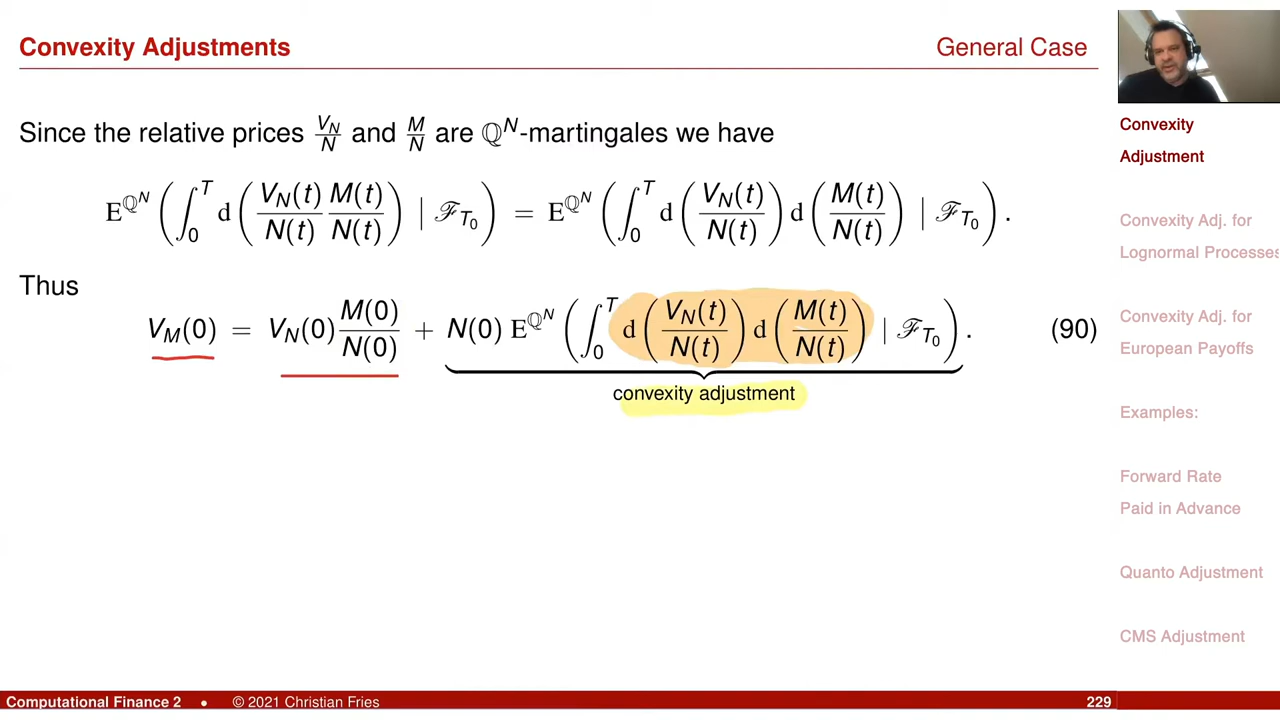 Convexity Adjustments
General Case
Since the relative prices V_N/N and M/N are ℚ^N-martingales we have
E^{ℚ^N} ( ∫_0^T d ( V_N(t)/N(t) M(t)/N(t) ) | ℱ_{T_0} ) = E^{ℚ^N} ( ∫_0^T d ( V_N(t)/N(t) ) d ( M(t)/N(t) ) | ℱ_{T_0} ) .
Thus
V_M(0) = V_N(0) M(0)/N(0) + N(0) E^{ℚ^N} ( ∫_0^T d ( V_N(t)/N(t) ) d ( M(t)/N(t) ) | ℱ_{T_0} ) . (90)
convexity adjustment
Convexity
Adjustment
Convexity Adj. for
Lognormal Processes
Convexity Adj. for
European Payoffs
Examples:
Forward Rate
Paid in Advance
Quanto Adjustment
CMS Adjustment
Computational Finance 2 • © 2021 Christian Fries 229